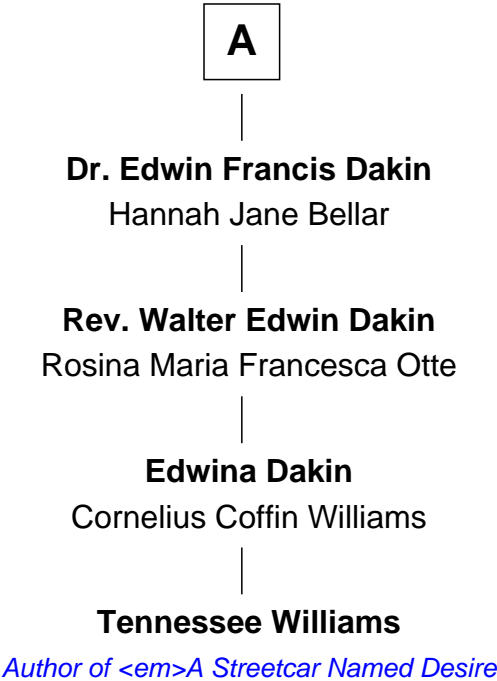 A
Dr. Edwin Francis Dakin
Hannah Jane Bellar
Rev. Walter Edwin Dakin
Rosina Maria Francesca Otte
Edwina Dakin
Cornelius Coffin Williams
Tennessee Williams
Author of <em>A Streetcar Named Desire